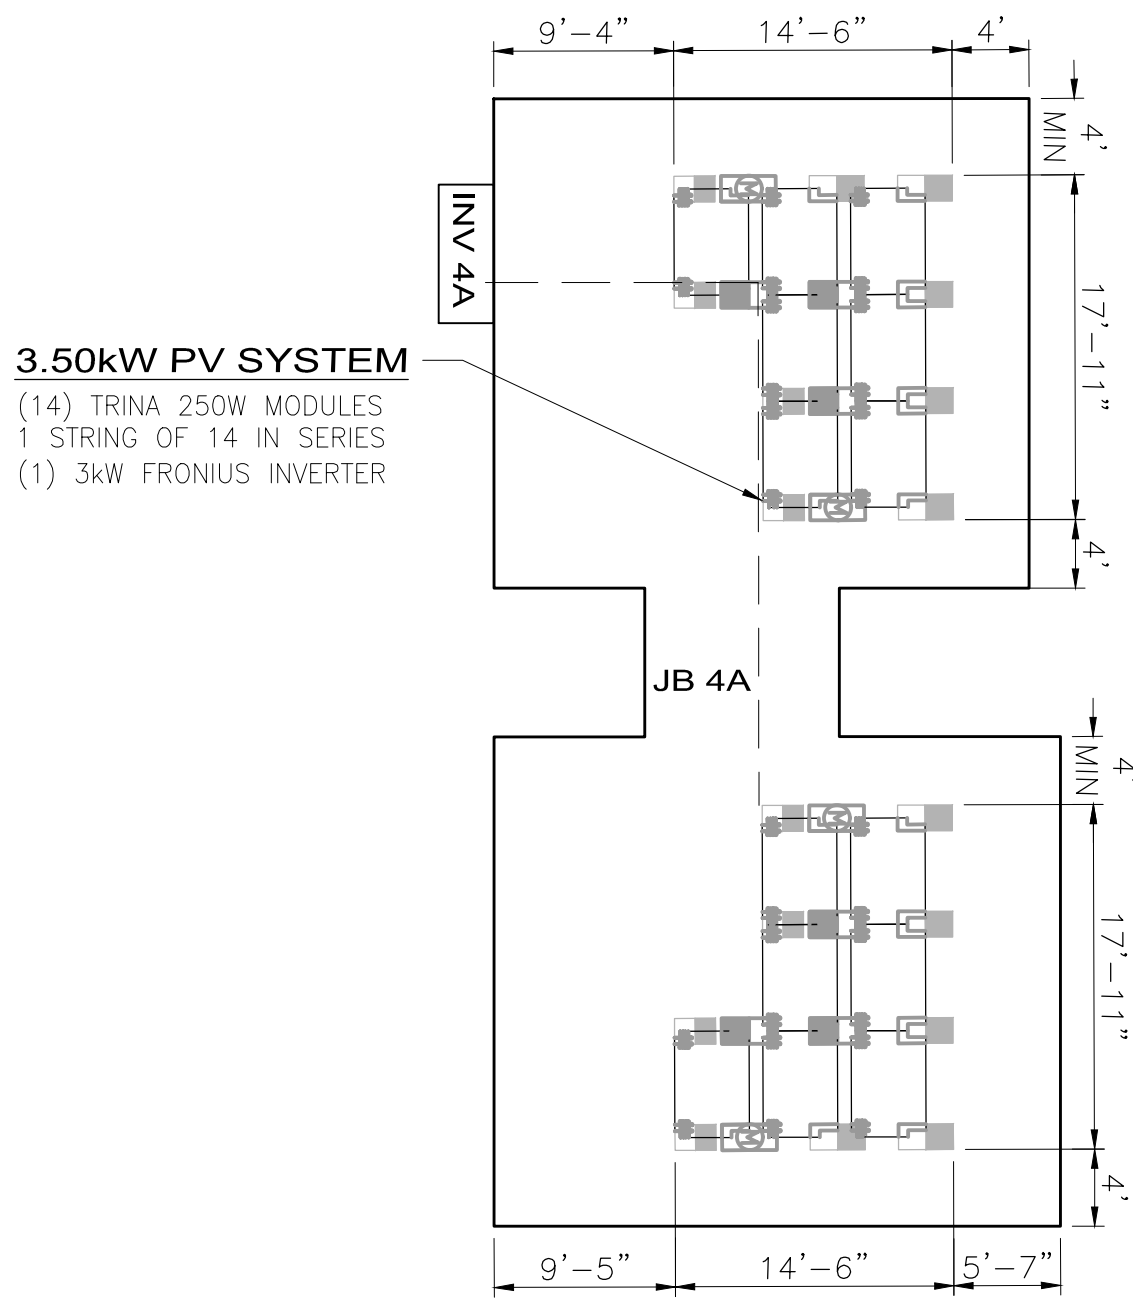 9'-4" 14'-6" 4'
4'
MIN
INV 4A
17'-11"
3.50kW PV SYSTEM
(14) TRINA 250W MODULES
1 STRING OF 14 IN SERIES
(1) 3kW FRONIUS INVERTER
M
M
4'
JB 4A
4'
MIN
M
17'-11"
M
4'
9'-5" 14'-6" 5'-7"